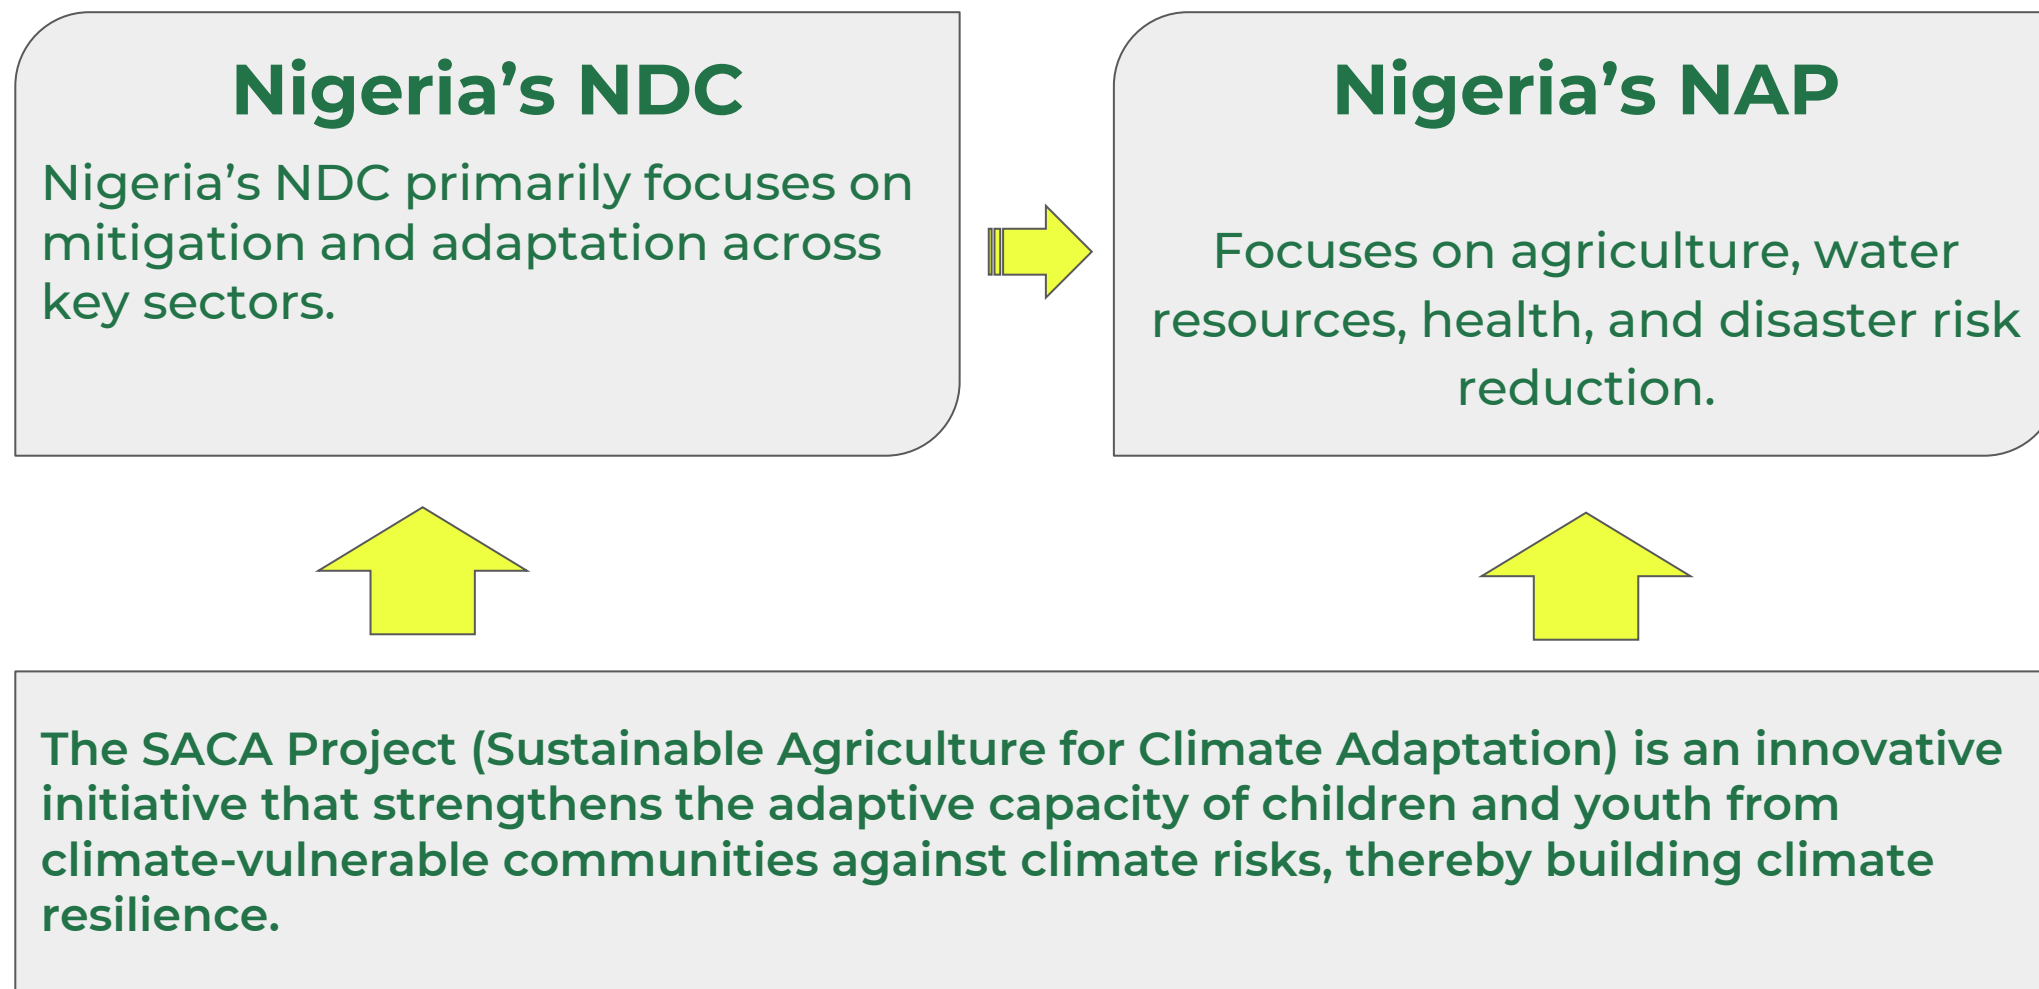 Nigeria’s NDC
Nigeria’s NDC primarily focuses on
mitigation and adaptation across
key sectors.
Nigeria’s NAP
Focuses on agriculture, water
resources, health, and disaster risk
reduction.
The SACA Project (Sustainable Agriculture for Climate Adaptation) is an innovative
initiative that strengthens the adaptive capacity of children and youth from
climate-vulnerable communities against climate risks, thereby building climate
resilience.